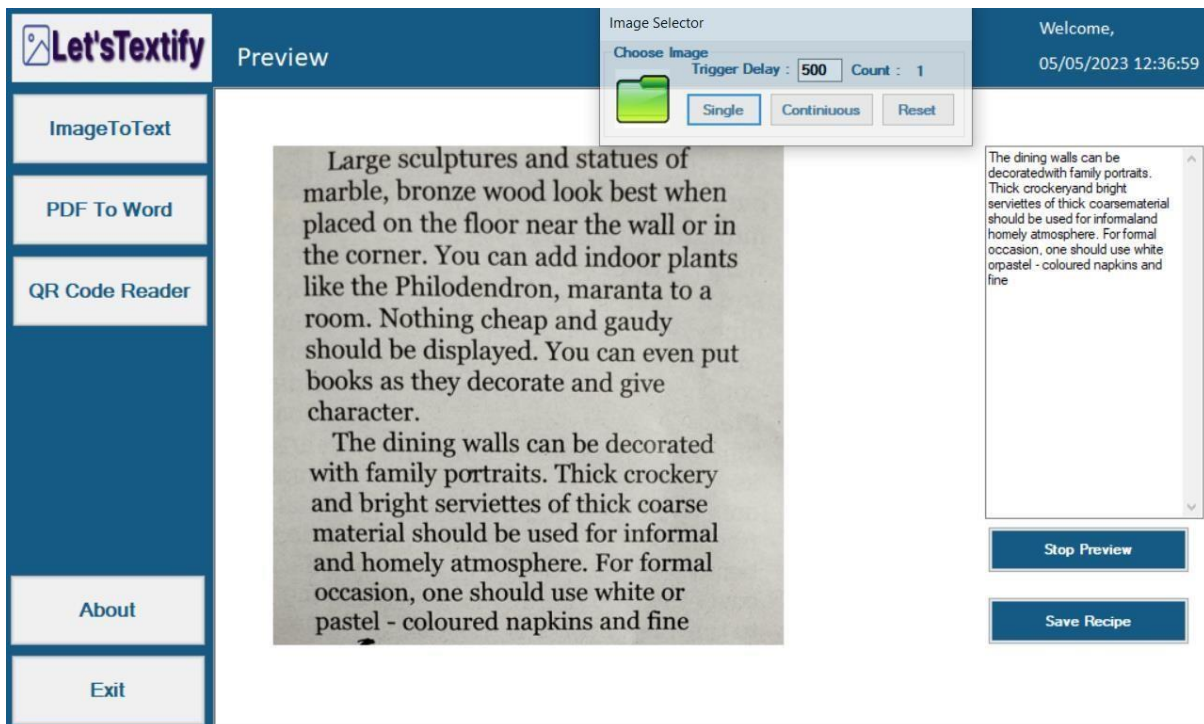 Let'sTextify
Preview
Image Selector
Choose Image
Trigger Delay : 500 Count : 1
Single Continiuous Reset
Welcome,
05/05/2023 12:36:59
ImageToText
PDF To Word
QR Code Reader
About
Exit
Large sculptures and statues of
marble, bronze wood look best when
placed on the floor near the wall or in
the corner. You can add indoor plants
like the Philodendron, maranta to a
room. Nothing cheap and gaudy
should be displayed. You can even put
books as they decorate and give
character.
The dining walls can be decorated
with family portraits. Thick crockery
and bright serviettes of thick coarse
material should be used for informal
and homely atmosphere. For formal
occasion, one should use white or
pastel - coloured napkins and fine
The dining walls can be
decoratedwith family portraits.
Thick crockeryand bright
serviettes of thick coarsematerial
should be used for informaland
homely atmosphere. For formal
occasion, one should use white
orpastel - coloured napkins and
fine
Stop Preview
Save Recipe